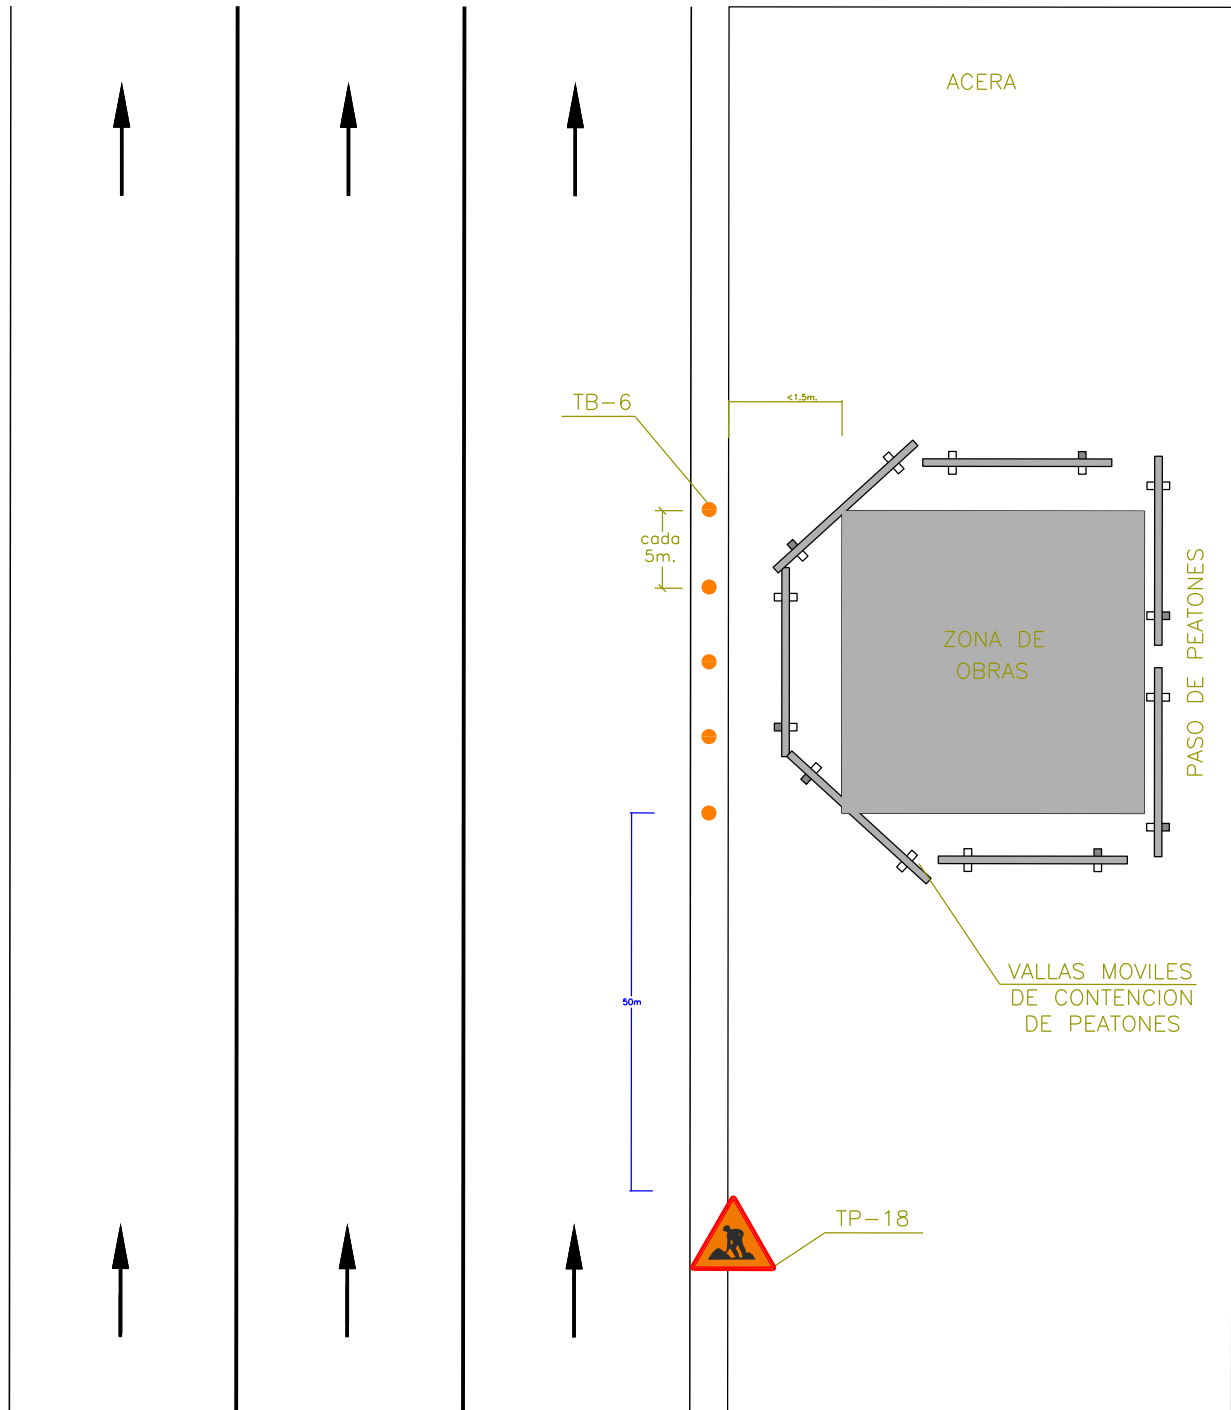 ACERA
<1.5m.
TB-6
cada
5m.
ZONA DE
OBRAS
PASO DE PEATONES
VALLAS MOVILES
DE CONTENCION
DE PEATONES
50m
TP-18